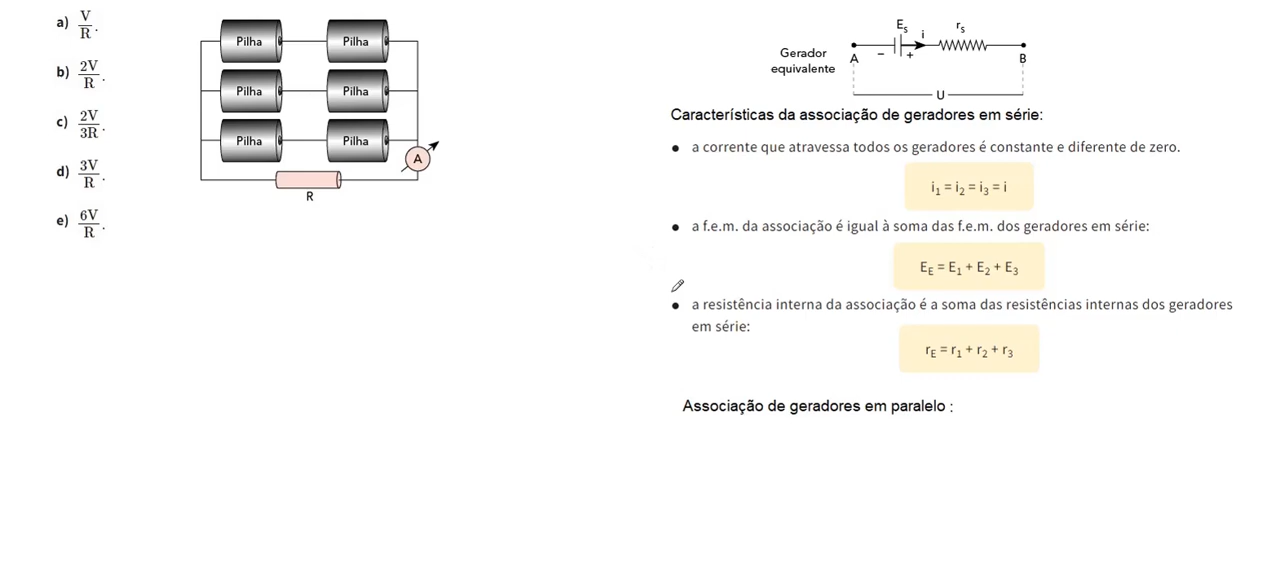 a) V/R.
b) 2V/R.
c) 2V/3R.
d) 3V/R.
e) 6V/R.
Pilha Pilha
Pilha Pilha
Pilha Pilha
A
R
Es i rs
Gerador
equivalente
A − + B
U
Características da associação de geradores em série:
● a corrente que atravessa todos os geradores é constante e diferente de zero.
i₁ = i₂ = i₃ = i
● a f.e.m. da associação é igual à soma das f.e.m. dos geradores em série:
E_E = E₁ + E₂ + E₃
● a resistência interna da associação é a soma das resistências internas dos geradores
em série:
r_E = r₁ + r₂ + r₃
Associação de geradores em paralelo :